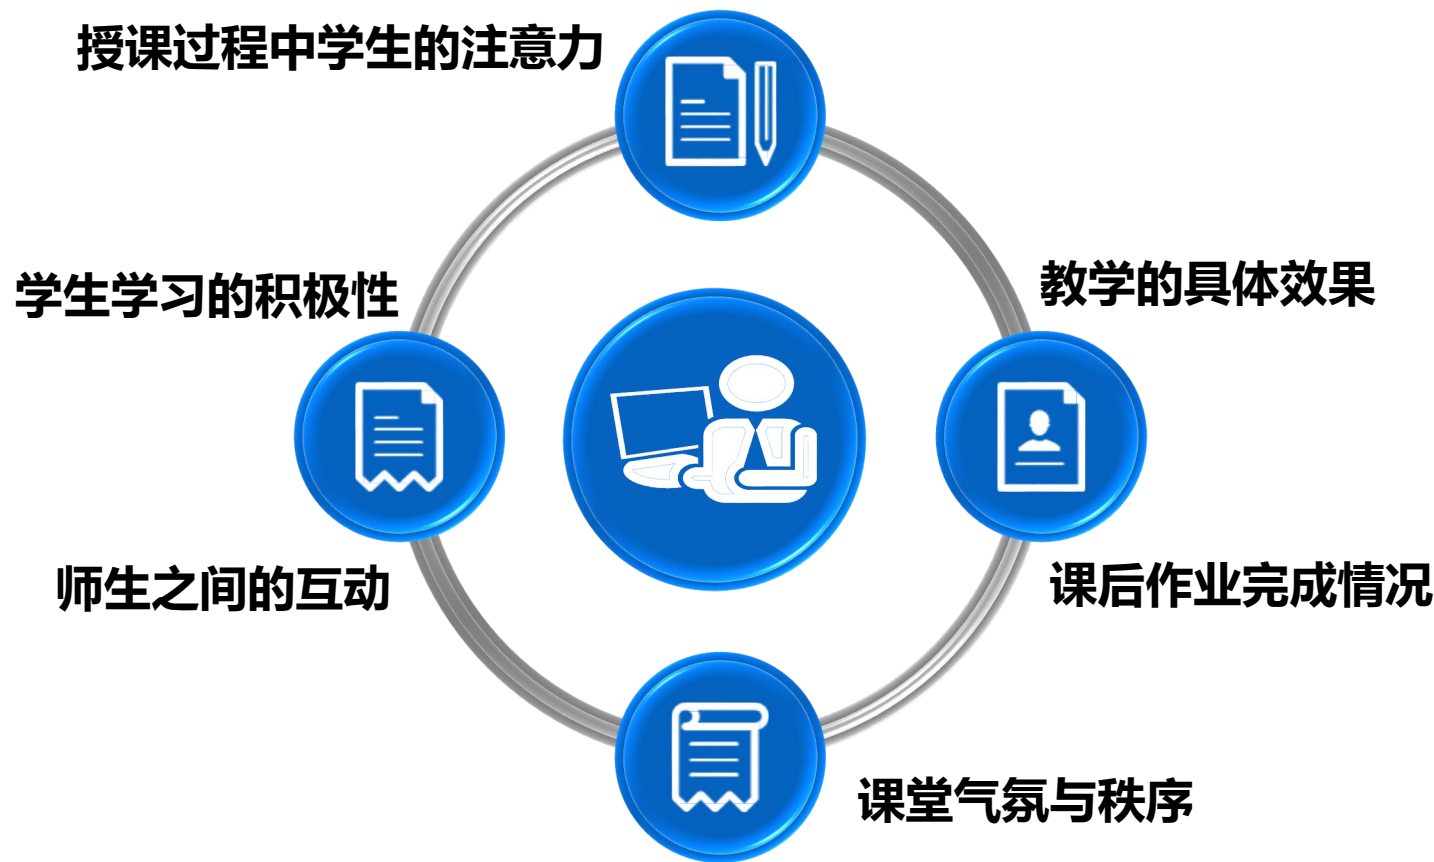 授课过程中学生的注意力
教学的具体效果
学生学习的积极性
课后作业完成情况
师生之间的互动
课堂气氛与秩序